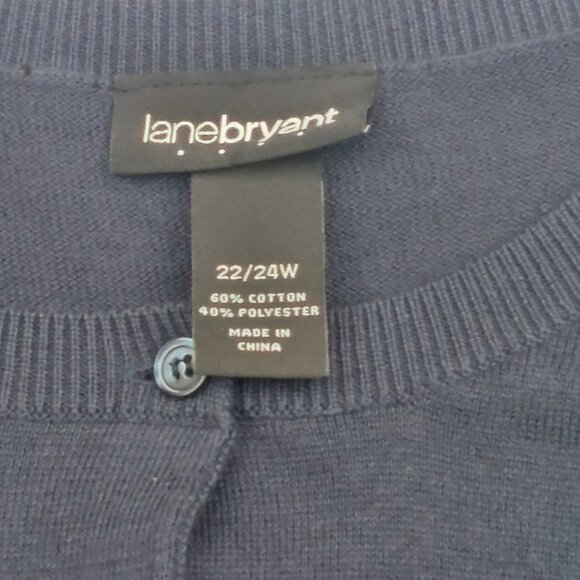 lanebryant
22/24W
60% COTTON
40% POLYESTER
MADE IN
CHINA